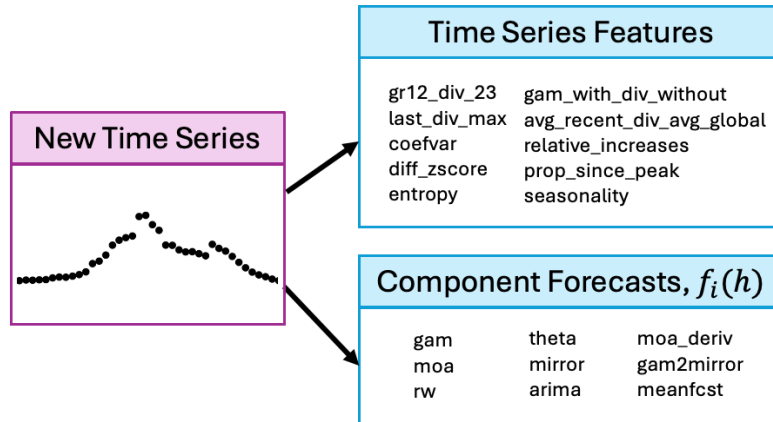 New Time Series
Time Series Features
gr12_div_23 gam_with_div_without
last_div_max avg_recent_div_avg_global
coefvar relative_increases
diff_zscore prop_since_peak
entropy seasonality
Component Forecasts, f_i(h)
gam theta moa_deriv
moa mirror gam2mirror
rw arima meanfcst